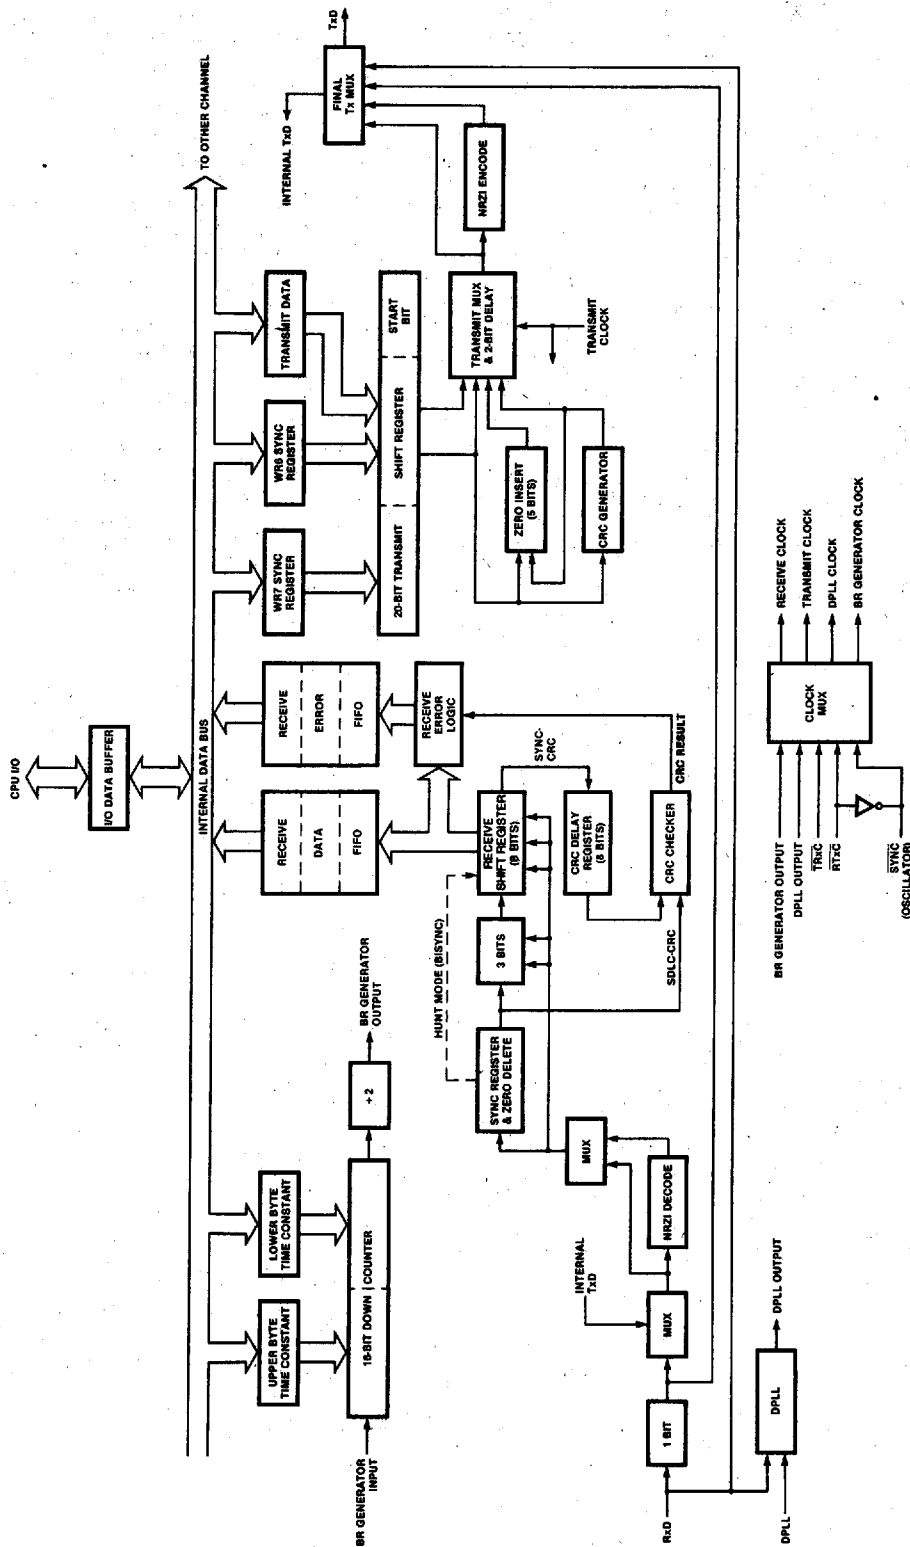 CPU I/O
I/O DATA BUFFER
INTERNAL DATA BUS
TO OTHER CHANNEL
UPPER BYTE
TIME CONSTANT
LOWER BYTE
TIME CONSTANT
BR GENERATOR
INPUT
16-BIT DOWN
COUNTER
÷ 2
BR GENERATOR
OUTPUT
RECEIVE
DATA
FIFO
RECEIVE
ERROR
FIFO
RECEIVE
ERROR
LOGIC
WR7 SYNC
REGISTER
WR6 SYNC
REGISTER
TRANSMIT DATA
20-BIT TRANSMIT
SHIFT REGISTER
START
BIT
INTERNAL TxD
FINAL
Tx MUX
TxD
NRZI ENCODE
TRANSMIT MUX
& 2-BIT DELAY
TRANSMIT
CLOCK
ZERO INSERT
(5 BITS)
CRC GENERATOR
HUNT MODE (BISYNC)
SYNC REGISTER
& ZERO DELETE
3 BITS
RECEIVE
SHIFT REGISTER
(8 BITS)
SYNC-
CRC
CRC DELAY
REGISTER
(8 BITS)
CRC CHECKER
CRC RESULT
SDLC-CRC
MUX
NRZI DECODE
INTERNAL
TxD
MUX
1 BIT
RxD
DPLL
DPLL
DPLL OUTPUT
BR GENERATOR OUTPUT
DPLL OUTPUT
TRxC
RTxC
SYNC
(OSCILLATOR)
CLOCK
MUX
RECEIVE CLOCK
TRANSMIT CLOCK
DPLL CLOCK
BR GENERATOR CLOCK